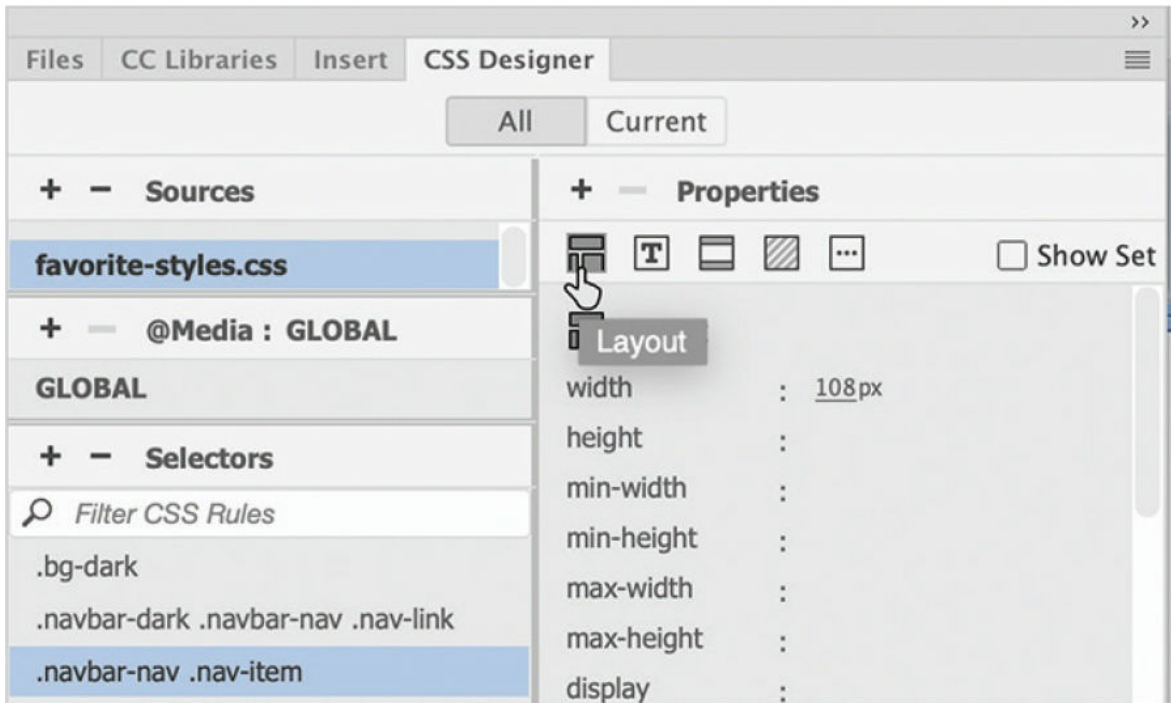 >>
Files CC Libraries Insert CSS Designer
All Current
+ - Sources
favorite-styles.css
+ - @Media : GLOBAL
GLOBAL
+ - Selectors
Filter CSS Rules
.bg-dark
.navbar-dark .navbar-nav .nav-link
.navbar-nav .nav-item
+ - Properties
T ... Show Set
Layout
width : 108px
height :
min-width :
min-height :
max-width :
max-height :
display :